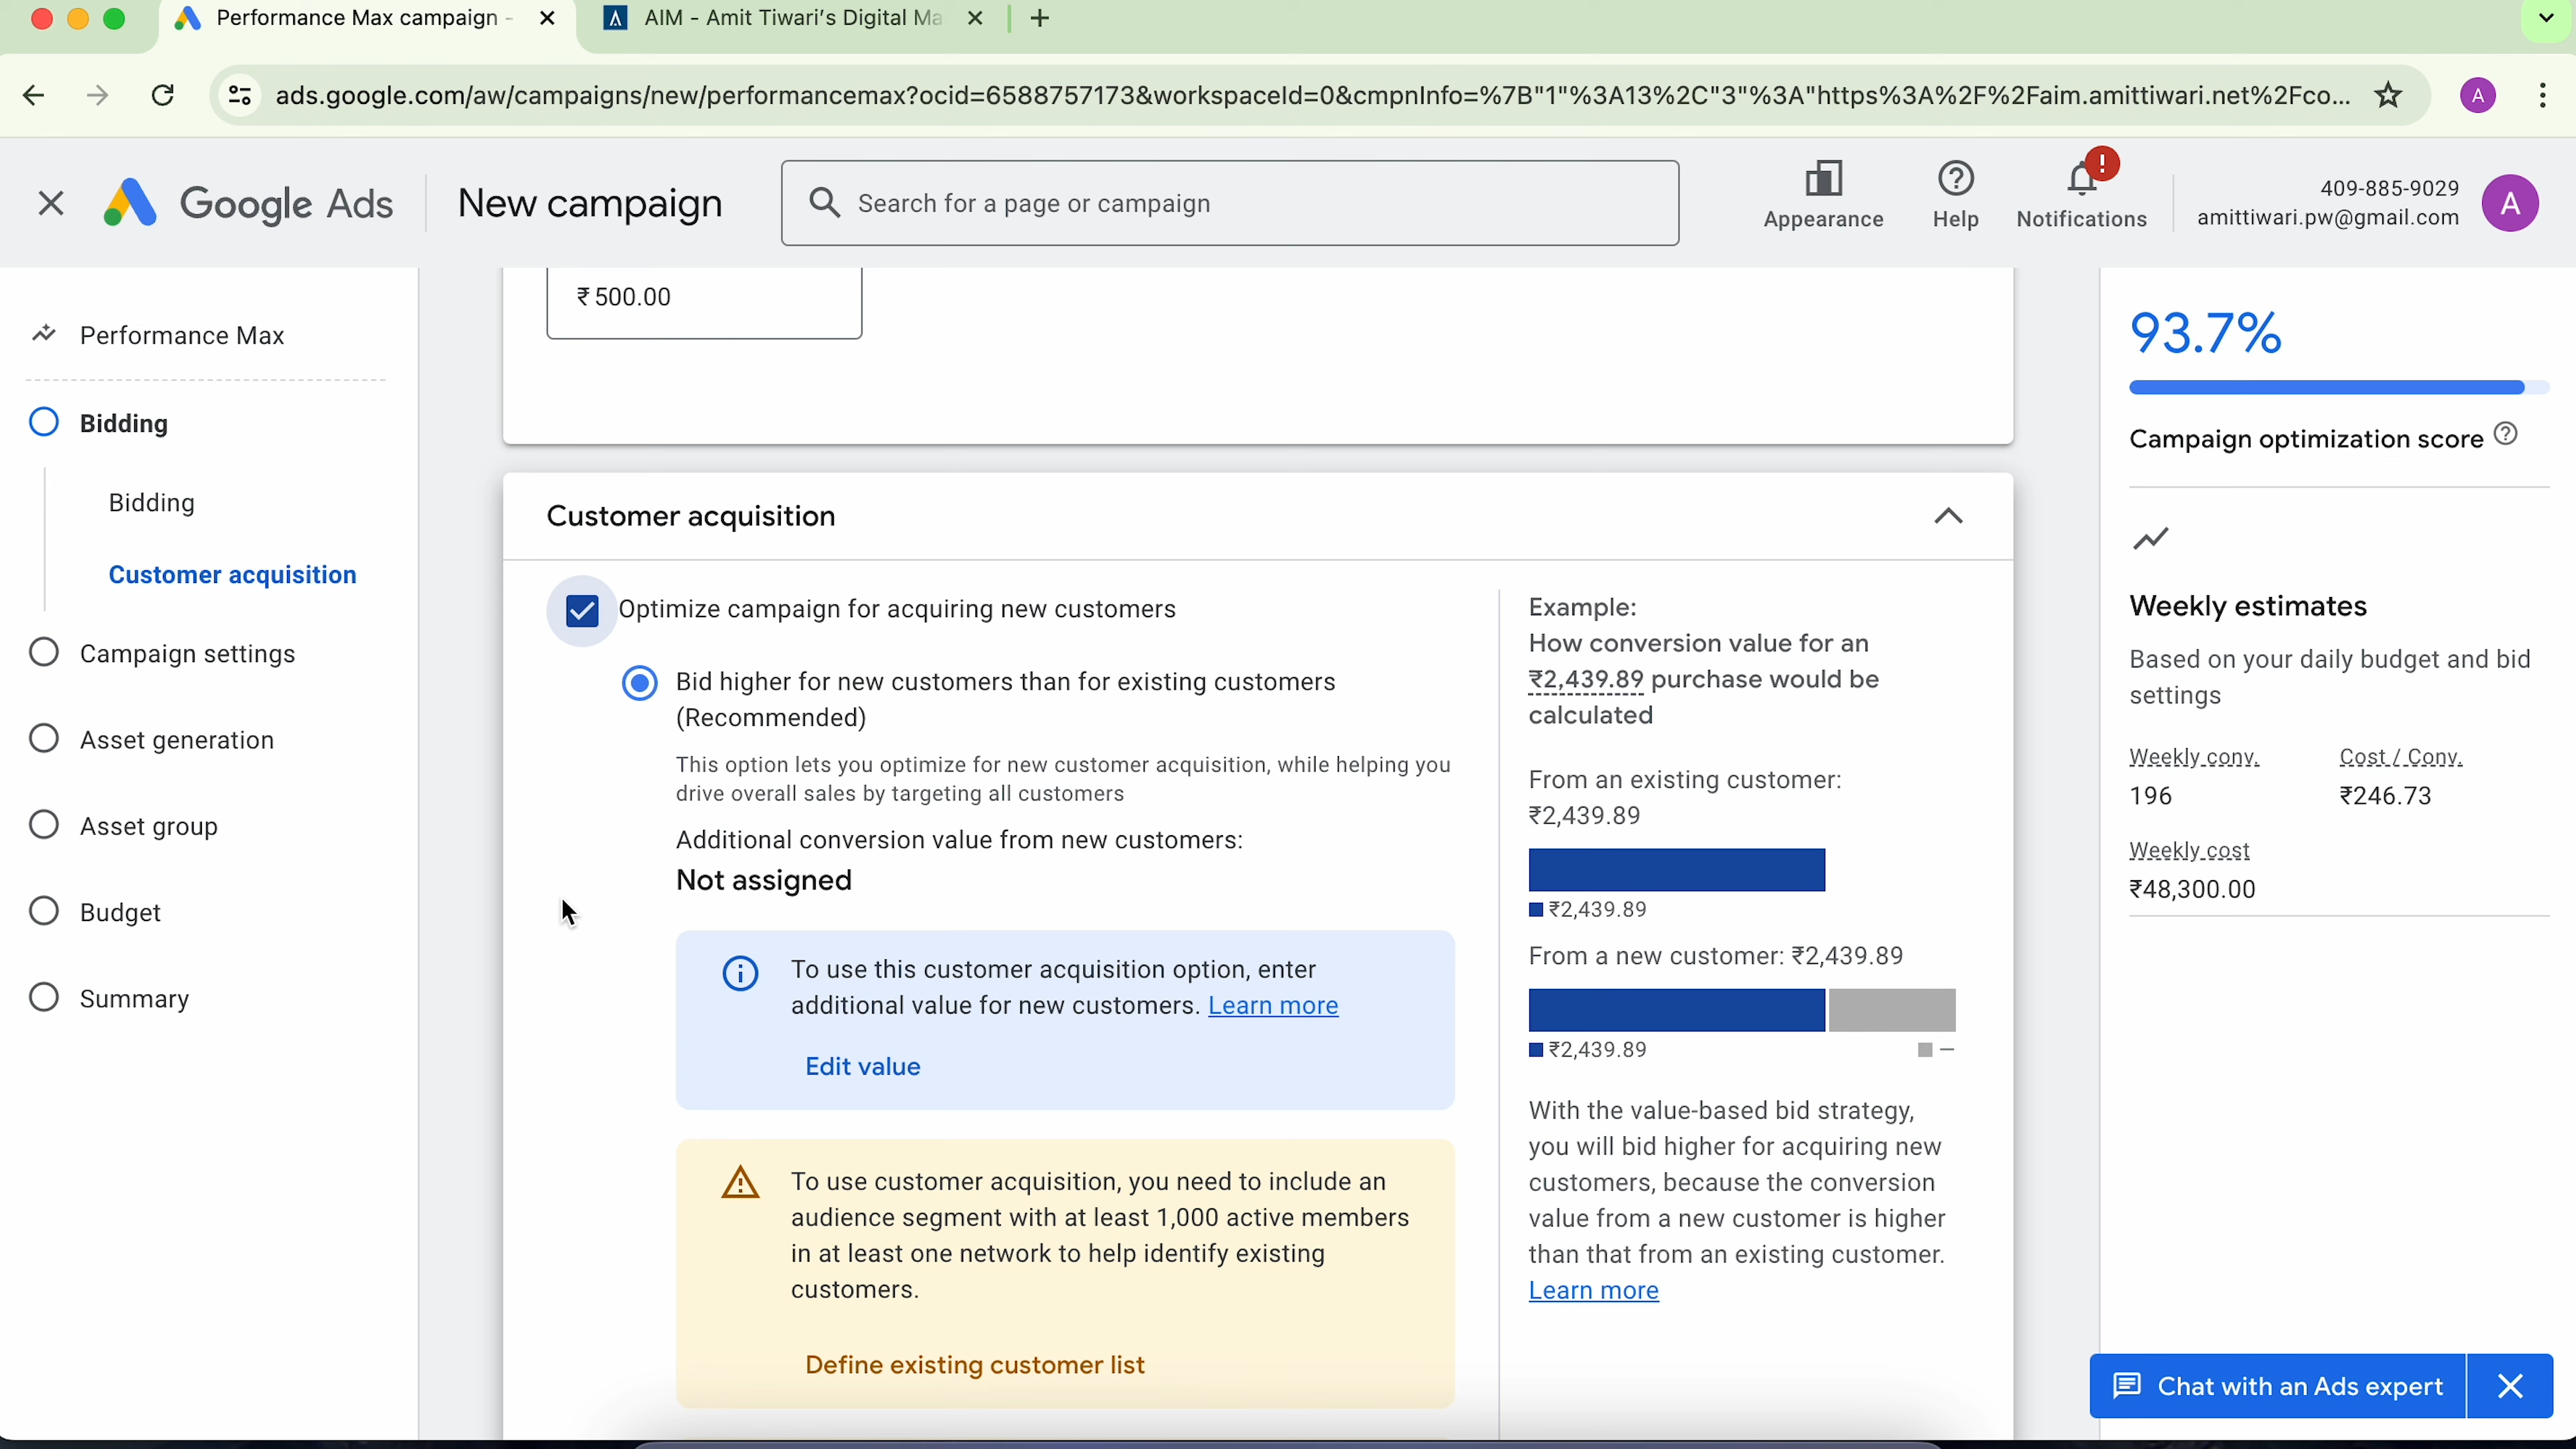 Performance Max campaign -
AIM - Amit Tiwari's Digital Ma
ads.google.com/aw/campaigns/new/performancemax?ocid=6588757173&workspaceId=0&cmpnInfo=%7B"1"%3A13%2C"3"%3A"https%3A%2F%2Faim.amittiwari.net%2Fco...
A
Google Ads
New campaign
Search for a page or campaign
Appearance
Help
Notifications
409-885-9029
amittiwari.pw@gmail.com
A
Performance Max
Bidding
Bidding
Customer acquisition
Campaign settings
Asset generation
Asset group
Budget
Summary
₹500.00
Customer acquisition
Optimize campaign for acquiring new customers
Bid higher for new customers than for existing customers
(Recommended)
This option lets you optimize for new customer acquisition, while helping you
drive overall sales by targeting all customers
Additional conversion value from new customers:
Not assigned
To use this customer acquisition option, enter
additional value for new customers. Learn more
Edit value
To use customer acquisition, you need to include an
audience segment with at least 1,000 active members
in at least one network to help identify existing
customers.
Define existing customer list
Example:
How conversion value for an
₹2,439.89 purchase would be
calculated
From an existing customer:
₹2,439.89
₹2,439.89
From a new customer: ₹2,439.89
₹2,439.89 –
With the value-based bid strategy,
you will bid higher for acquiring new
customers, because the conversion
value from a new customer is higher
than that from an existing customer.
Learn more
93.7%
Campaign optimization score
Weekly estimates
Based on your daily budget and bid
settings
Weekly conv. Cost / Conv.
196 ₹246.73
Weekly cost
₹48,300.00
Chat with an Ads expert